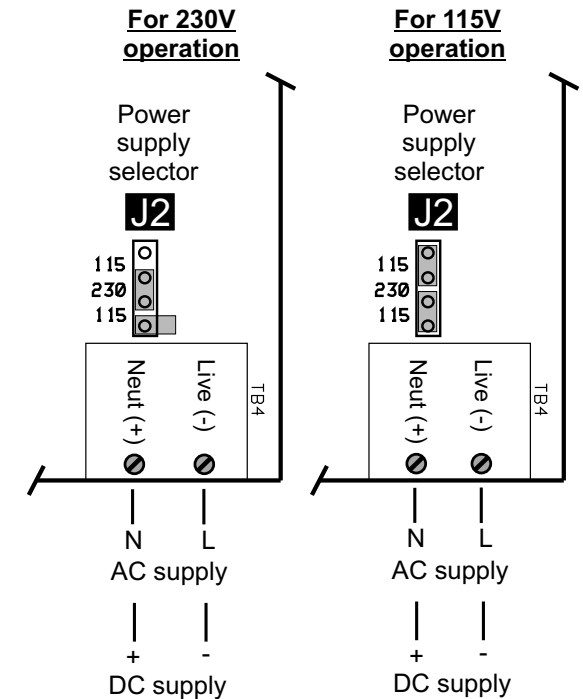 For 230V
operation
Power
supply
selector
J2
115
230
115
Neut (+)
Live (-)
TB4
N L
AC supply
+ -
DC supply
For 115V
operation
Power
supply
selector
J2
115
230
115
Neut (+)
Live (-)
TB4
N L
AC supply
+ -
DC supply